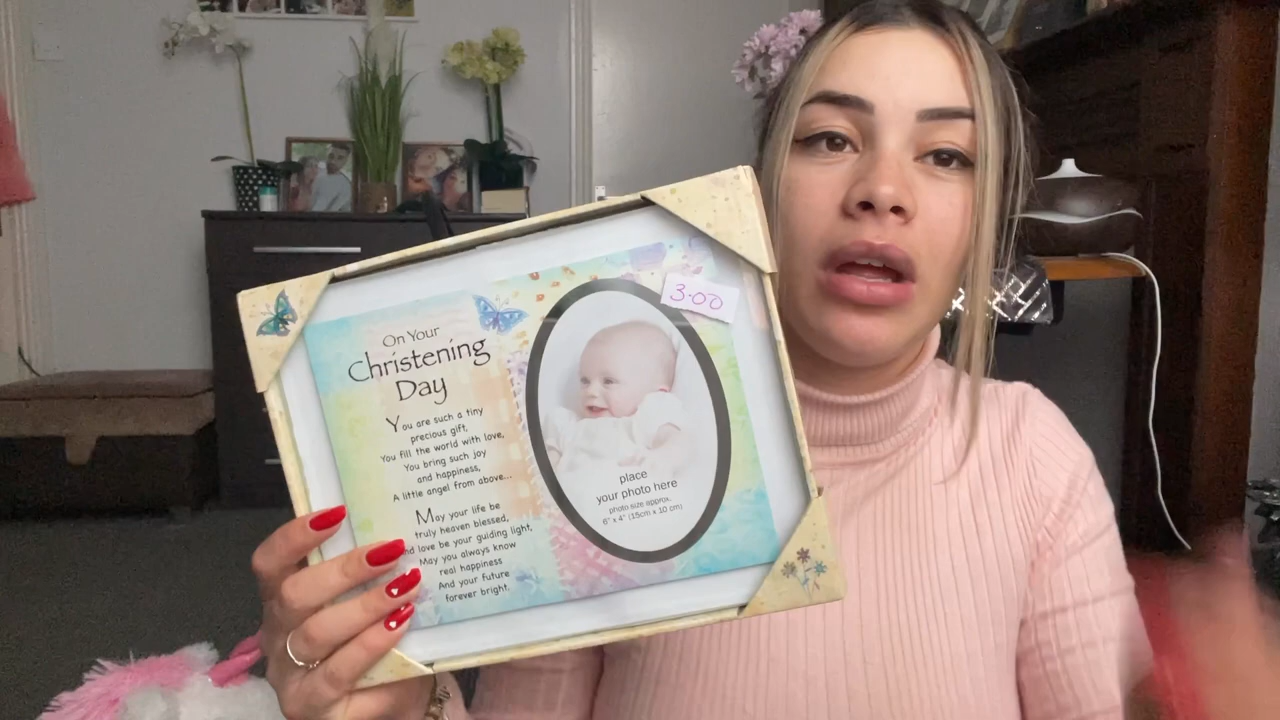 On Your
Christening
Day
You are such a tiny
precious gift,
You fill the world with love,
You bring such joy
and happiness,
A little angel from above...
May your life be
truly heaven blessed,
nd love be your guiding light,
May you always know
real happiness
And your future
forever bright.
3.00
place
your photo here
photo size approx.
6" x 4" (15cm x 10 cm)